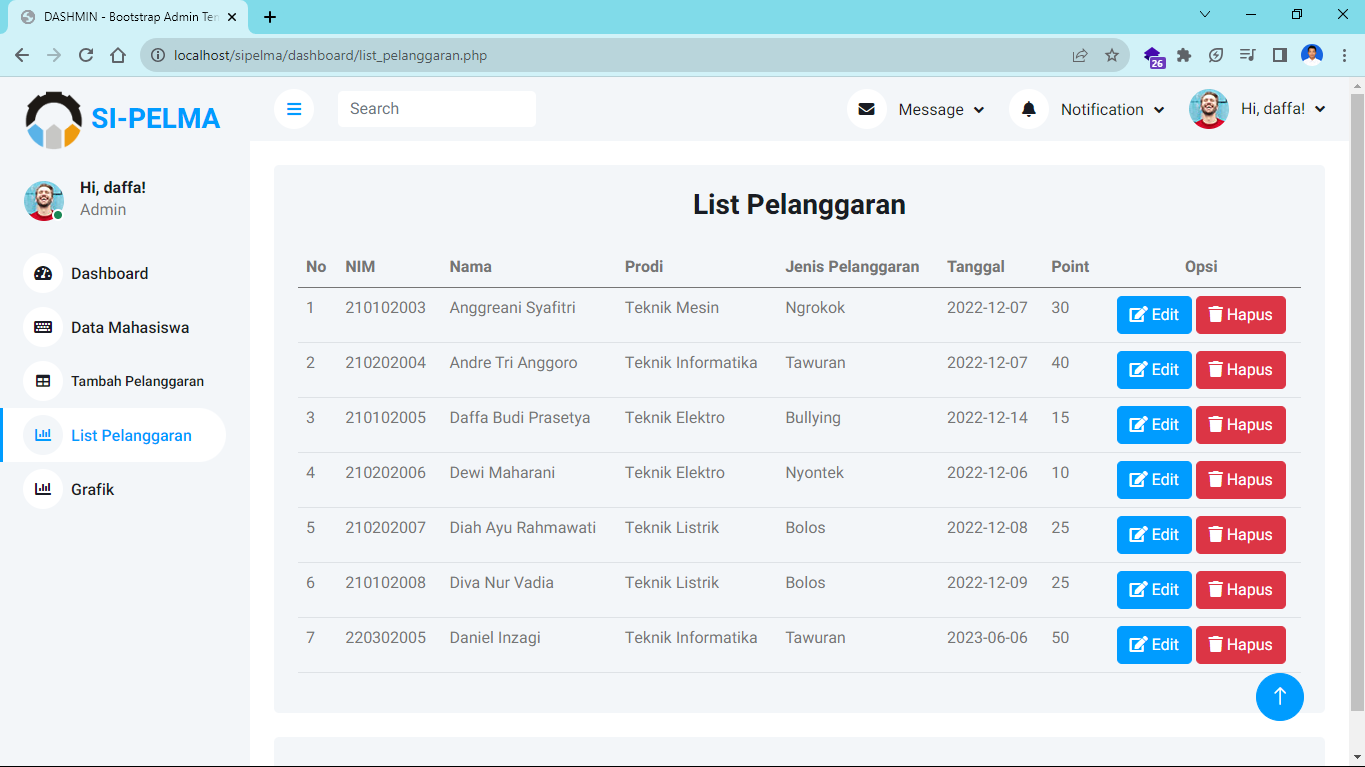 DASHMIN - Bootstrap Admin Ten
localhost/sipelma/dashboard/list_pelanggaran.php
26
SI-PELMA
Search
Message
Notification
Hi, daffa!
Hi, daffa!
Admin
Dashboard
Data Mahasiswa
Tambah Pelanggaran
List Pelanggaran
Grafik
List Pelanggaran
No NIM Nama Prodi Jenis Pelanggaran Tanggal Point Opsi
1 210102003 Anggreani Syafitri Teknik Mesin Ngrokok 2022-12-07 30 Edit Hapus
2 210202004 Andre Tri Anggoro Teknik Informatika Tawuran 2022-12-07 40 Edit Hapus
3 210102005 Daffa Budi Prasetya Teknik Elektro Bullying 2022-12-14 15 Edit Hapus
4 210202006 Dewi Maharani Teknik Elektro Nyontek 2022-12-06 10 Edit Hapus
5 210202007 Diah Ayu Rahmawati Teknik Listrik Bolos 2022-12-08 25 Edit Hapus
6 210102008 Diva Nur Vadia Teknik Listrik Bolos 2022-12-09 25 Edit Hapus
7 220302005 Daniel Inzagi Teknik Informatika Tawuran 2023-06-06 50 Edit Hapus